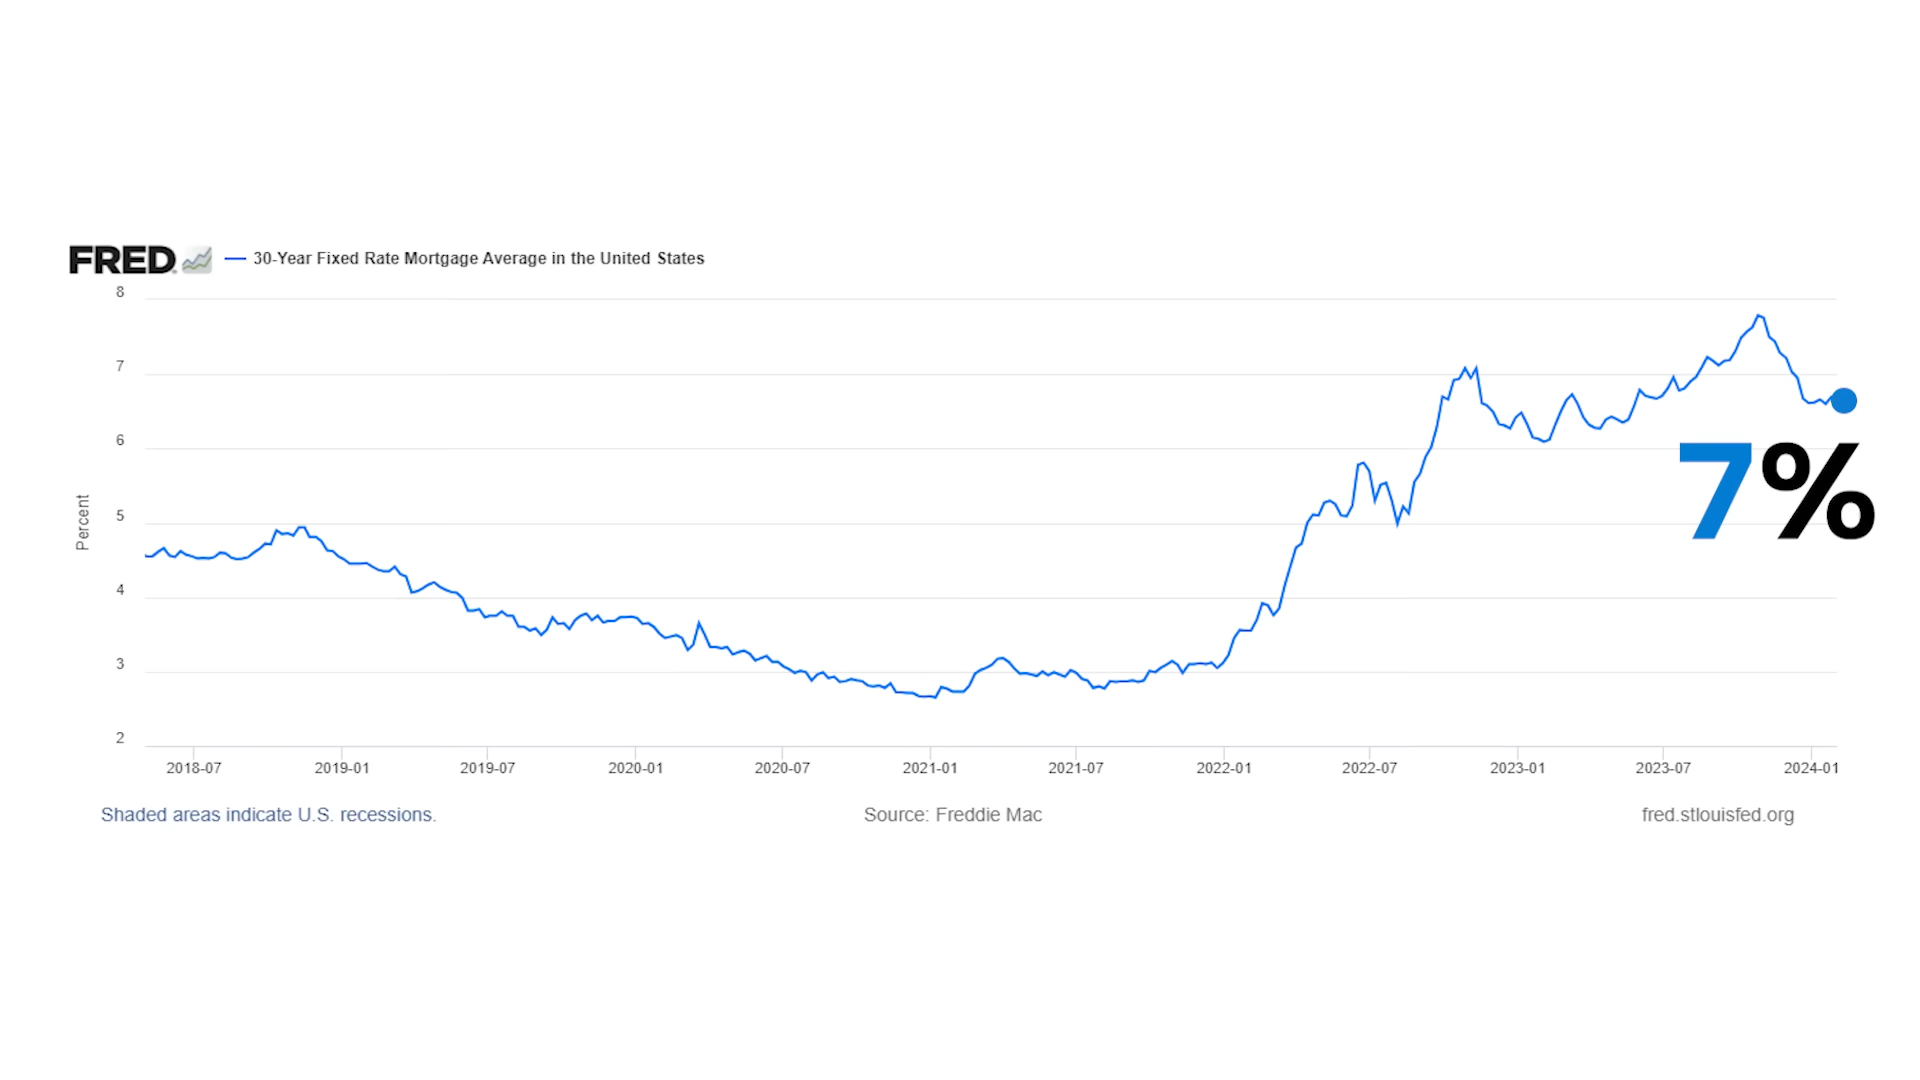 FRED
30-Year Fixed Rate Mortgage Average in the United States
8
7
6
5
4
3
2
Percent
7%
2018-07 2019-01 2019-07 2020-01 2020-07 2021-01 2021-07 2022-01 2022-07 2023-01 2023-07 2024-01
Shaded areas indicate U.S. recessions. Source: Freddie Mac fred.stlouisfed.org